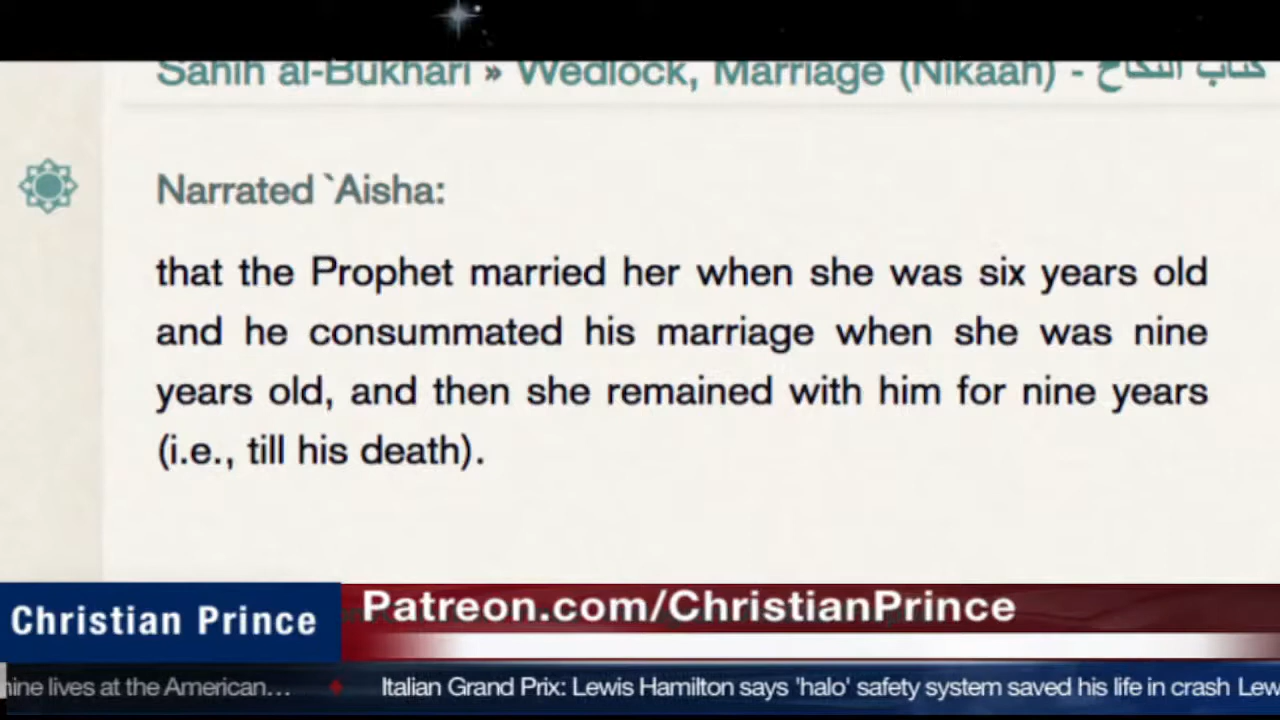 Sahih al-Bukhari » Wedlock, Marriage (Nikaah) - كتاب النكاح
Narrated `Aisha:
that the Prophet married her when she was six years old
and he consummated his marriage when she was nine
years old, and then she remained with him for nine years
(i.e., till his death).
Christian Prince
Patreon.com/ChristianPrince
nine lives at the American... ♦ Italian Grand Prix: Lewis Hamilton says 'halo' safety system saved his life in crash Lew